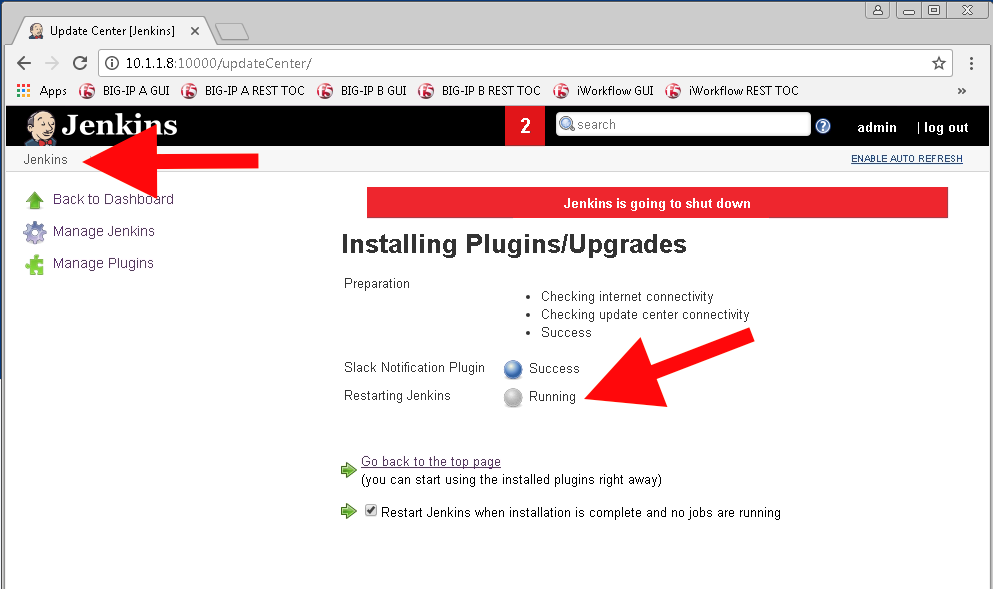 Update Center [Jenkins]
10.1.1.8:10000/updateCenter/
Apps BIG-IP A GUI BIG-IP A REST TOC BIG-IP B GUI BIG-IP B REST TOC iWorkflow GUI iWorkflow REST TOC »
Jenkins 2 search ? admin | log out
Jenkins ENABLE AUTO REFRESH
Back to Dashboard
Manage Jenkins
Manage Plugins
Jenkins is going to shut down
Installing Plugins/Upgrades
Preparation
• Checking internet connectivity
• Checking update center connectivity
• Success
Slack Notification Plugin Success
Restarting Jenkins Running
Go back to the top page
(you can start using the installed plugins right away)
Restart Jenkins when installation is complete and no jobs are running